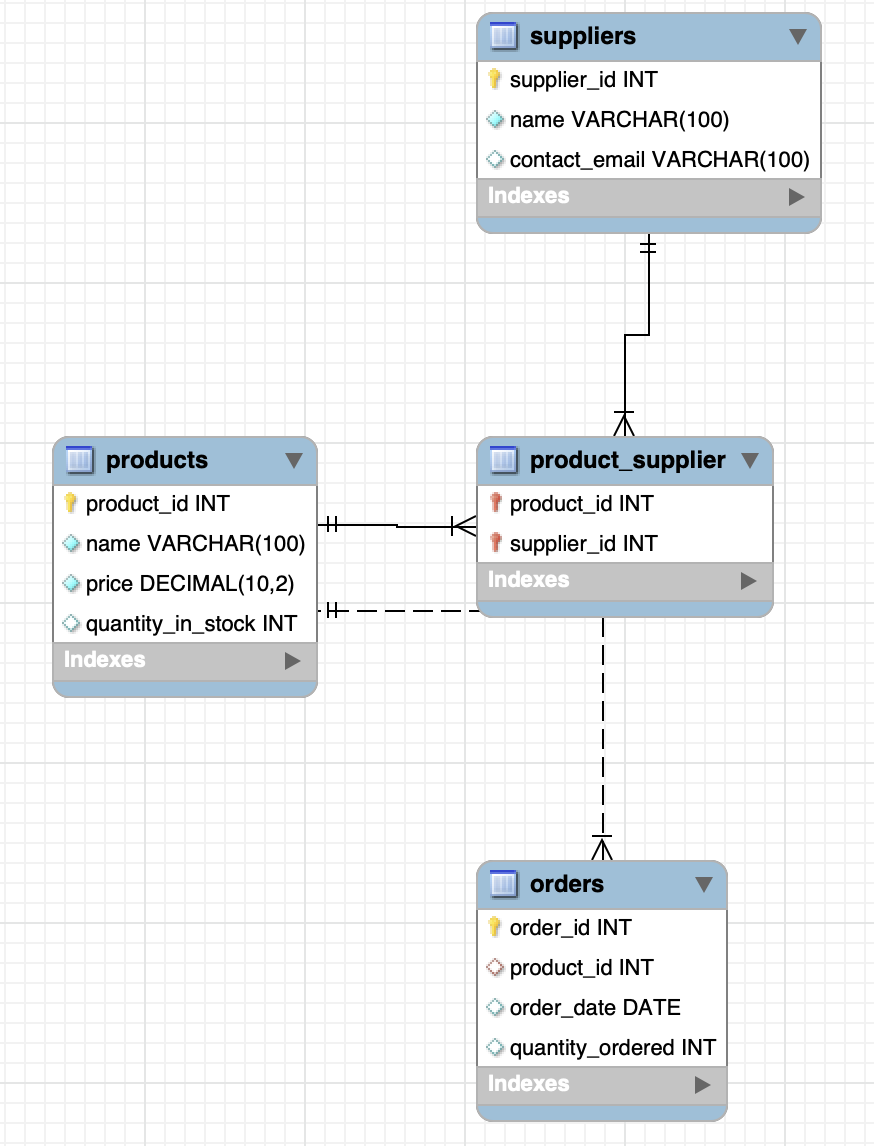 suppliers
supplier_id INT
name VARCHAR(100)
contact_email VARCHAR(100)
Indexes
products
product_id INT
name VARCHAR(100)
price DECIMAL(10,2)
quantity_in_stock INT
Indexes
product_supplier
product_id INT
supplier_id INT
Indexes
orders
order_id INT
product_id INT
order_date DATE
quantity_ordered INT
Indexes